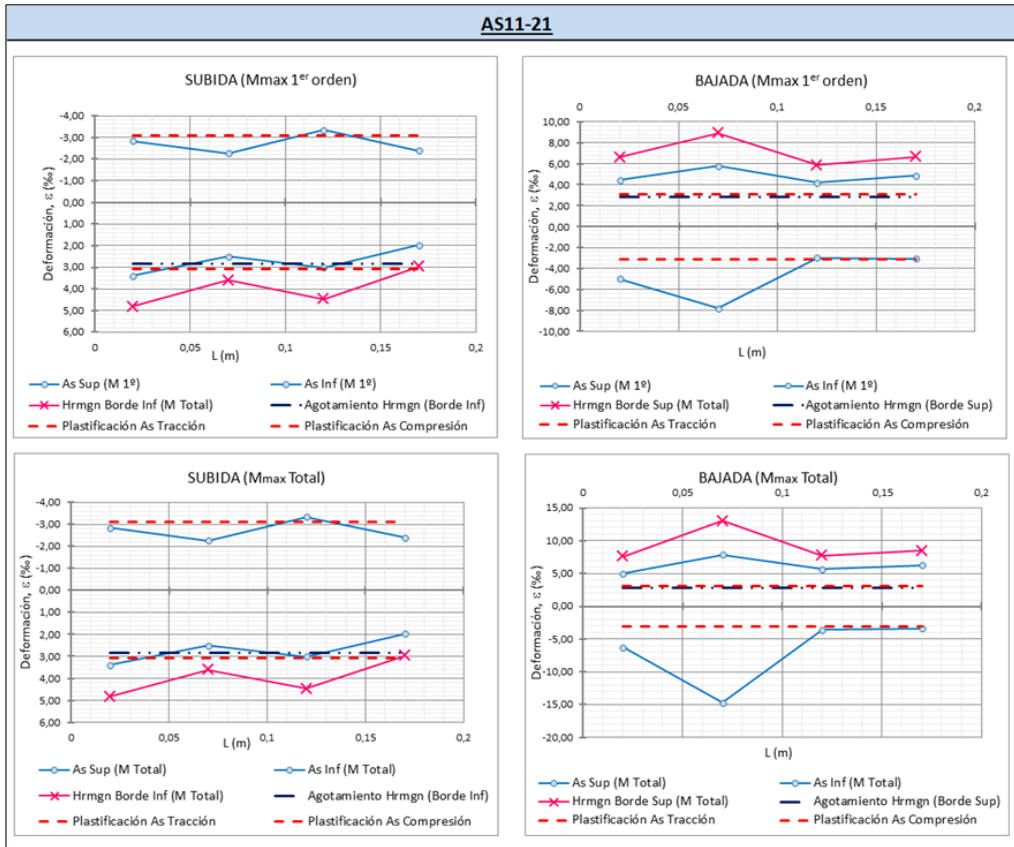 AS11-21
SUBIDA (Mmax 1er orden)
-4,00
-3,00
-2,00
-1,00
0,00
1,00
2,00
3,00
4,00
5,00
6,00
Deformación, ε (‰)
0 0,05 0,1 0,15 0,2
L (m)
As Sup (M 1º) As Inf (M 1º)
Hrmgn Borde Inf (M Total) Agotamiento Hrmgn (Borde Inf)
Plastificación As Tracción Plastificación As Compresión
BAJADA (Mmax 1er orden)
0 0,05 0,1 0,15 0,2
10,00
8,00
6,00
4,00
2,00
0,00
-2,00
-4,00
-6,00
-8,00
-10,00
Deformación, ε (‰)
L (m)
As Sup (M 1º) As Inf (M 1º)
Hrmgn Borde Sup (M Total) Agotamiento Hrmgn (Borde Sup)
Plastificación As Tracción Plastificación As Compresión
SUBIDA (Mmax Total)
-4,00
-3,00
-2,00
-1,00
0,00
1,00
2,00
3,00
4,00
5,00
6,00
Deformación, ε (‰)
0 0,05 0,1 0,15 0,2
L (m)
As Sup (M Total) As Inf (M Total)
Hrmgn Borde Inf (M Total) Agotamiento Hrmgn (Borde Inf)
Plastificación As Tracción Plastificación As Compresión
BAJADA (Mmax Total)
0 0,05 0,1 0,15 0,2
15,00
10,00
5,00
0,00
-5,00
-10,00
-15,00
-20,00
Deformación, ε (‰)
L (m)
As Sup (M Total) As Inf (M Total)
Hrmgn Borde Sup (M Total) Agotamiento Hrmgn (Borde Sup)
Plastificación As Tracción Plastificación As Compresión